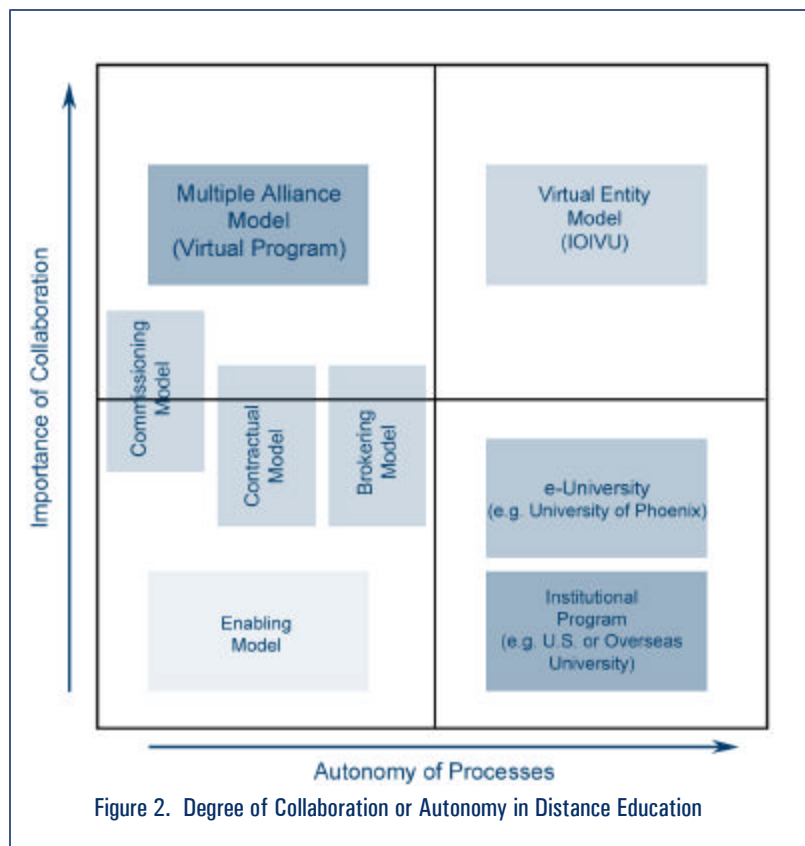 Multiple Alliance
Model
(Virtual Program)
Virtual Entity
Model
(IOIVU)
Importance of Collaboration
Commissioning
Model
Contractual
Model
Brokering
Model
e-University
(e.g. University of Phoenix)
Enabling
Model
Institutional
Program
(e.g. U.S. or Overseas
University)
Autonomy of Processes
Figure 2. Degree of Collaboration or Autonomy in Distance Education